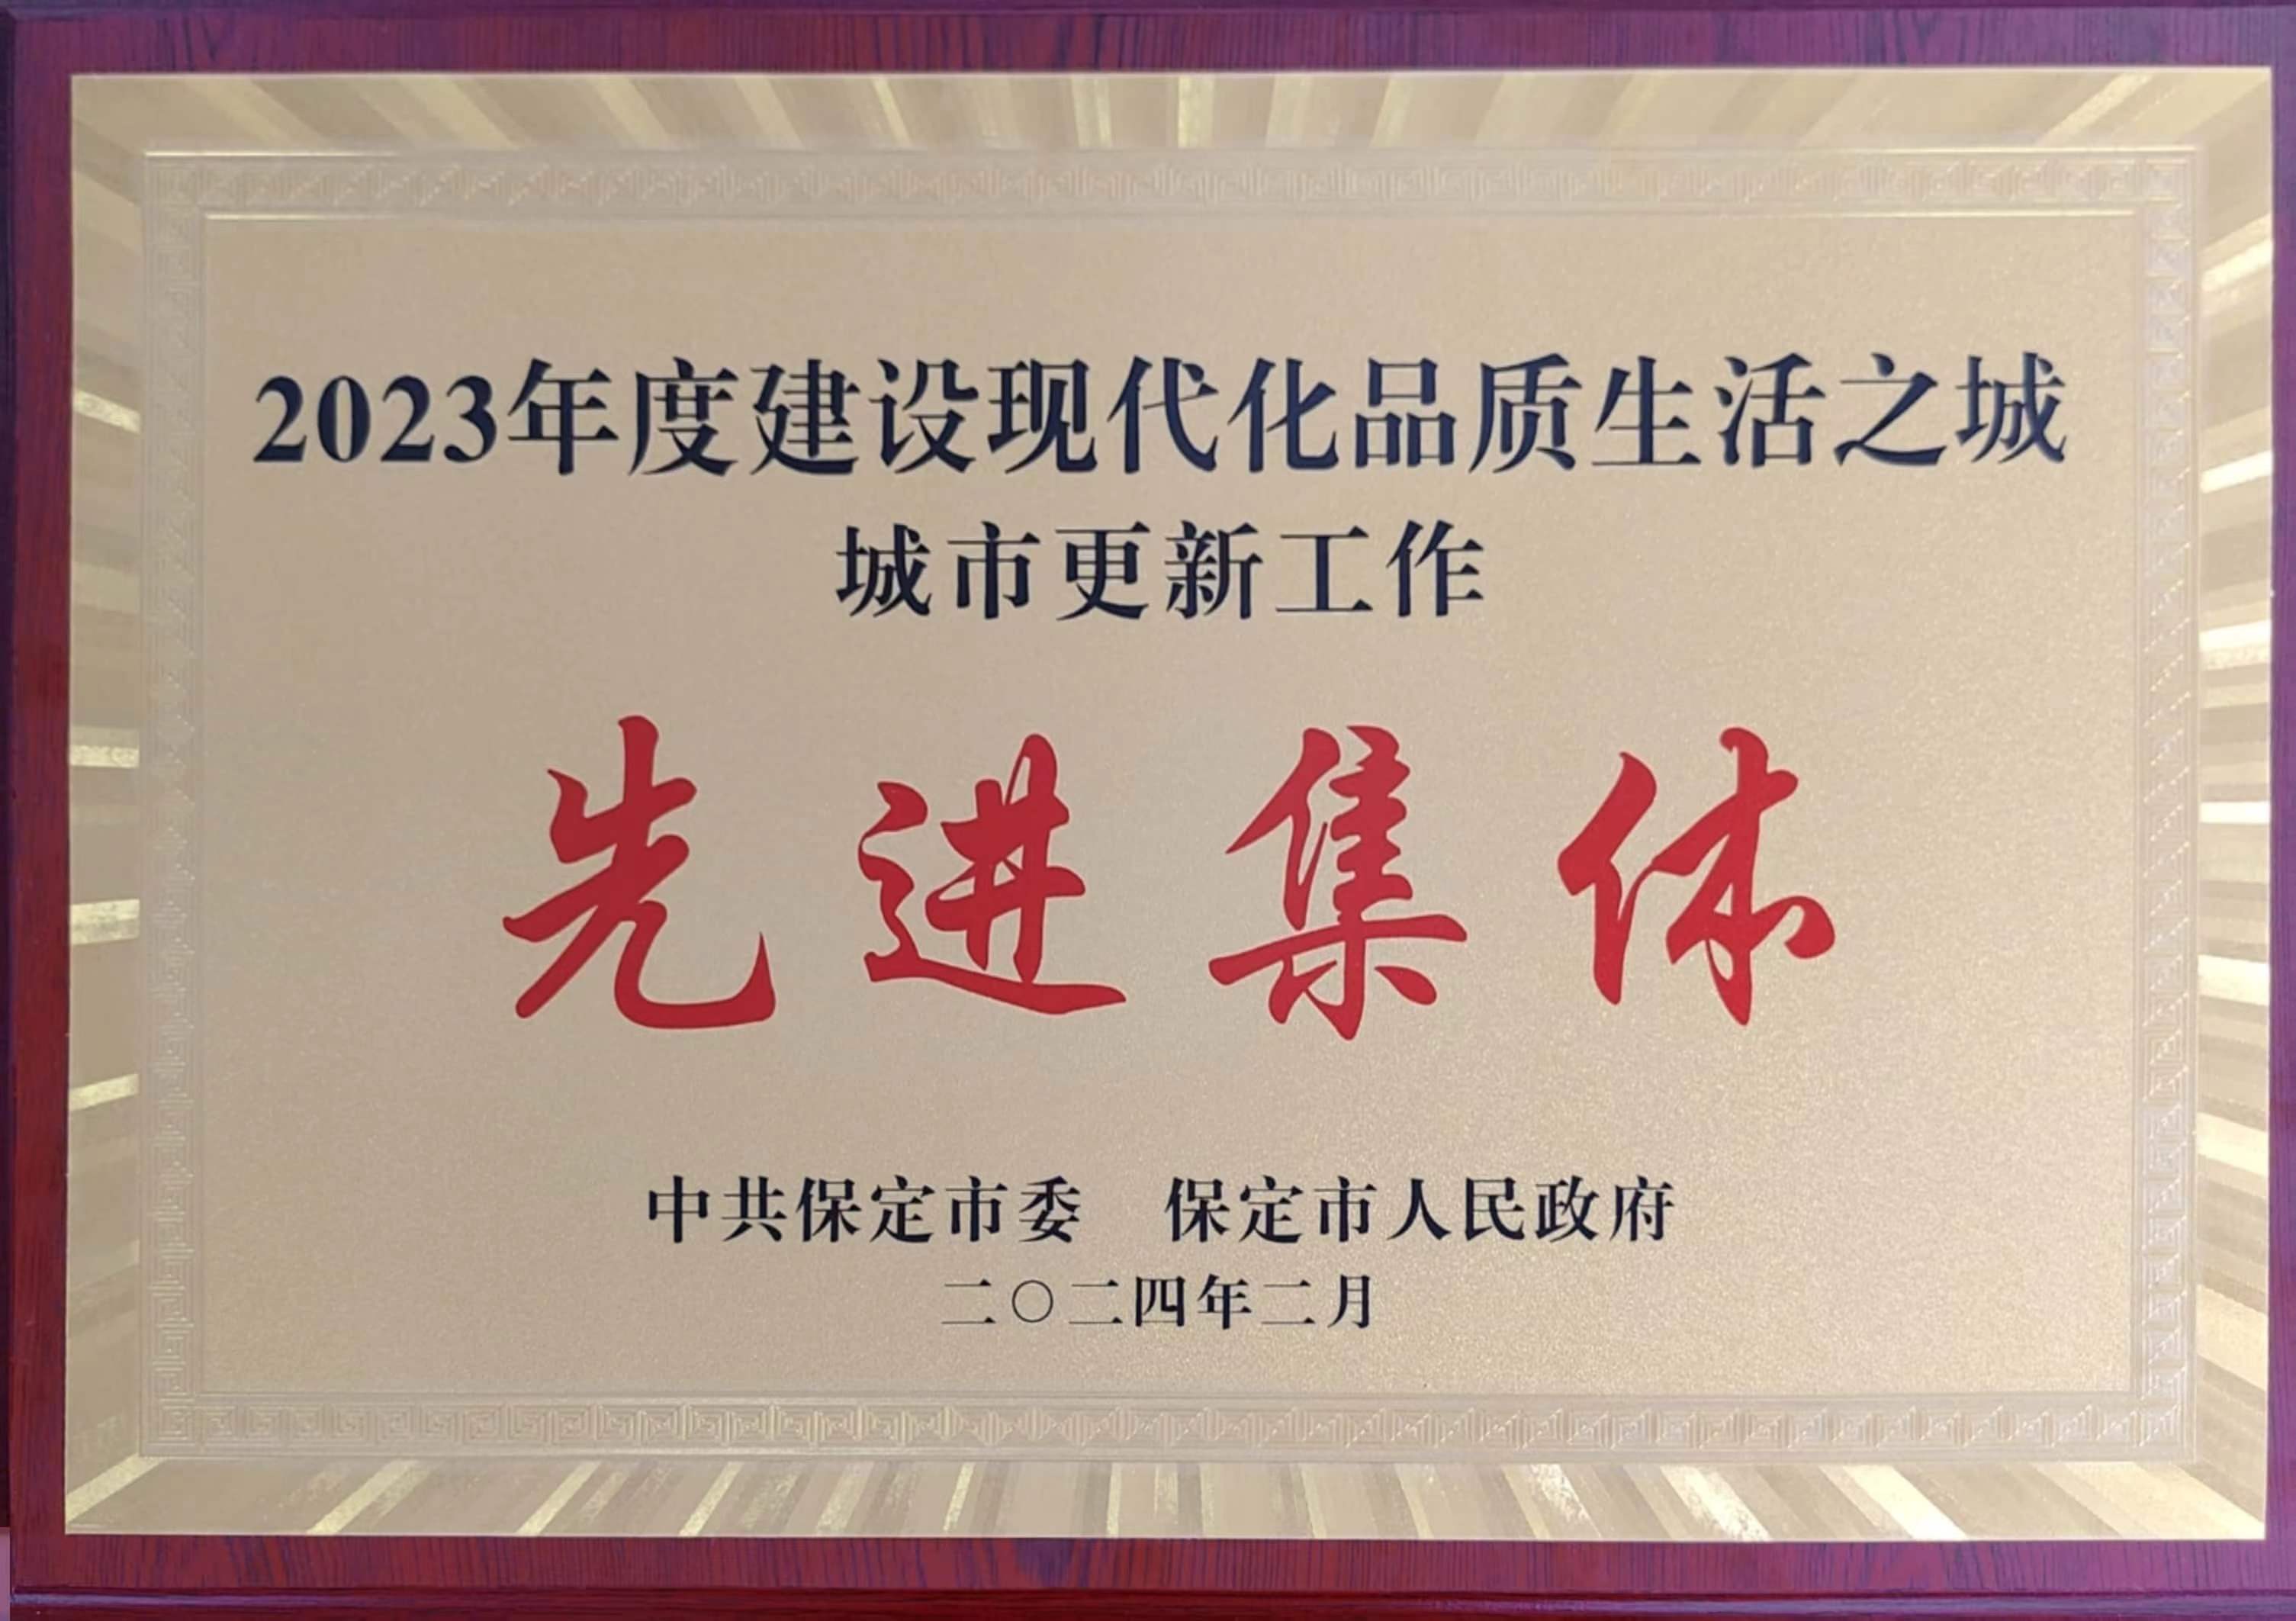 2023年度建设现代化品质生活之城
城市更新工作
先进集体
中共保定市委　保定市人民政府
二〇二四年二月